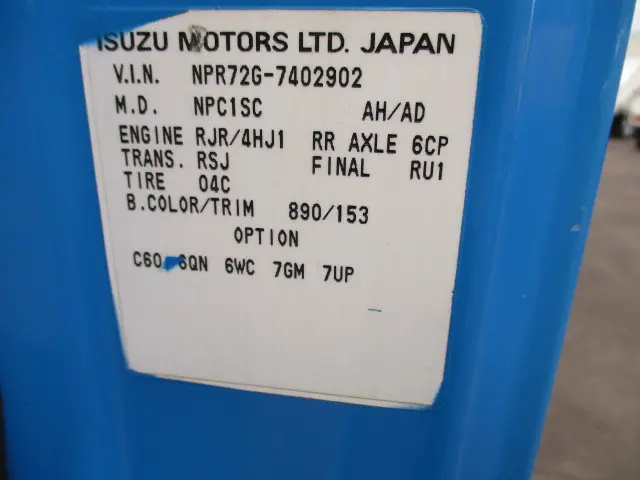 ISUZU MOTORS LTD. JAPAN
V.I.N. NPR72G-7402902
M.D. NPC1SC AH/AD
ENGINE RJR/4HJ1 RR AXLE 6CP
TRANS. RSJ FINAL RU1
TIRE 04C
B.COLOR/TRIM 890/153
OPTION
C60 6QN 6WC 7GM 7UP